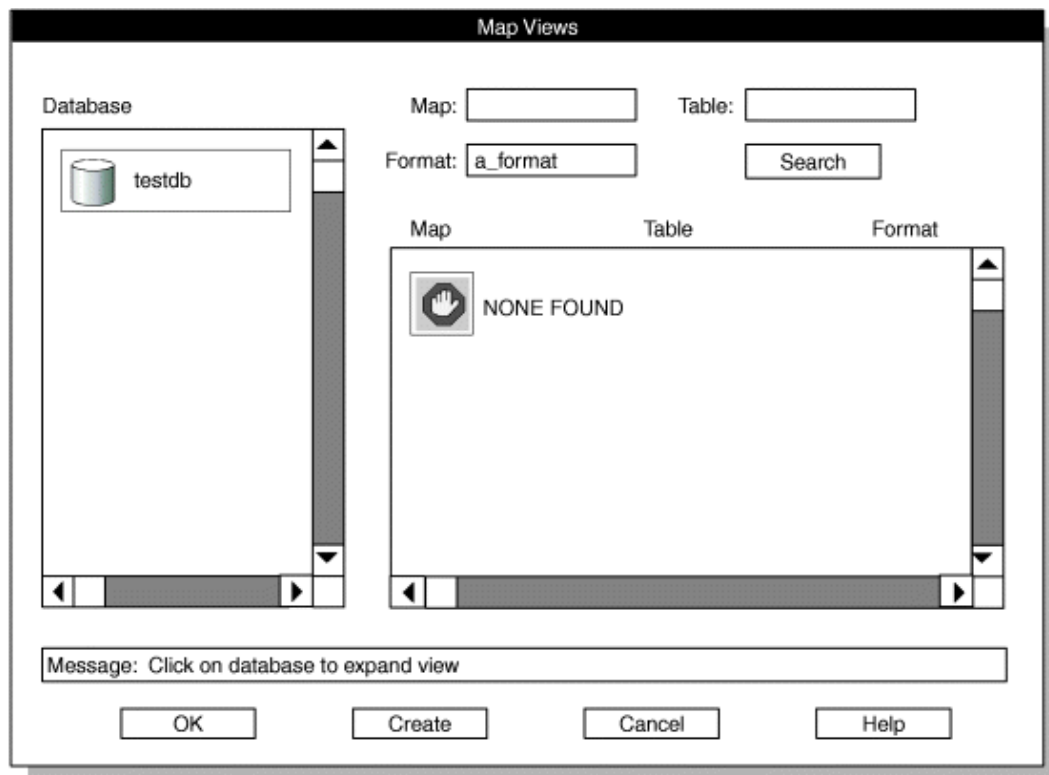 Map Views
Database
Map:
Table:
testdb
Format: a_format
Search
Map Table Format
NONE FOUND
Message: Click on database to expand view
OK Create Cancel Help